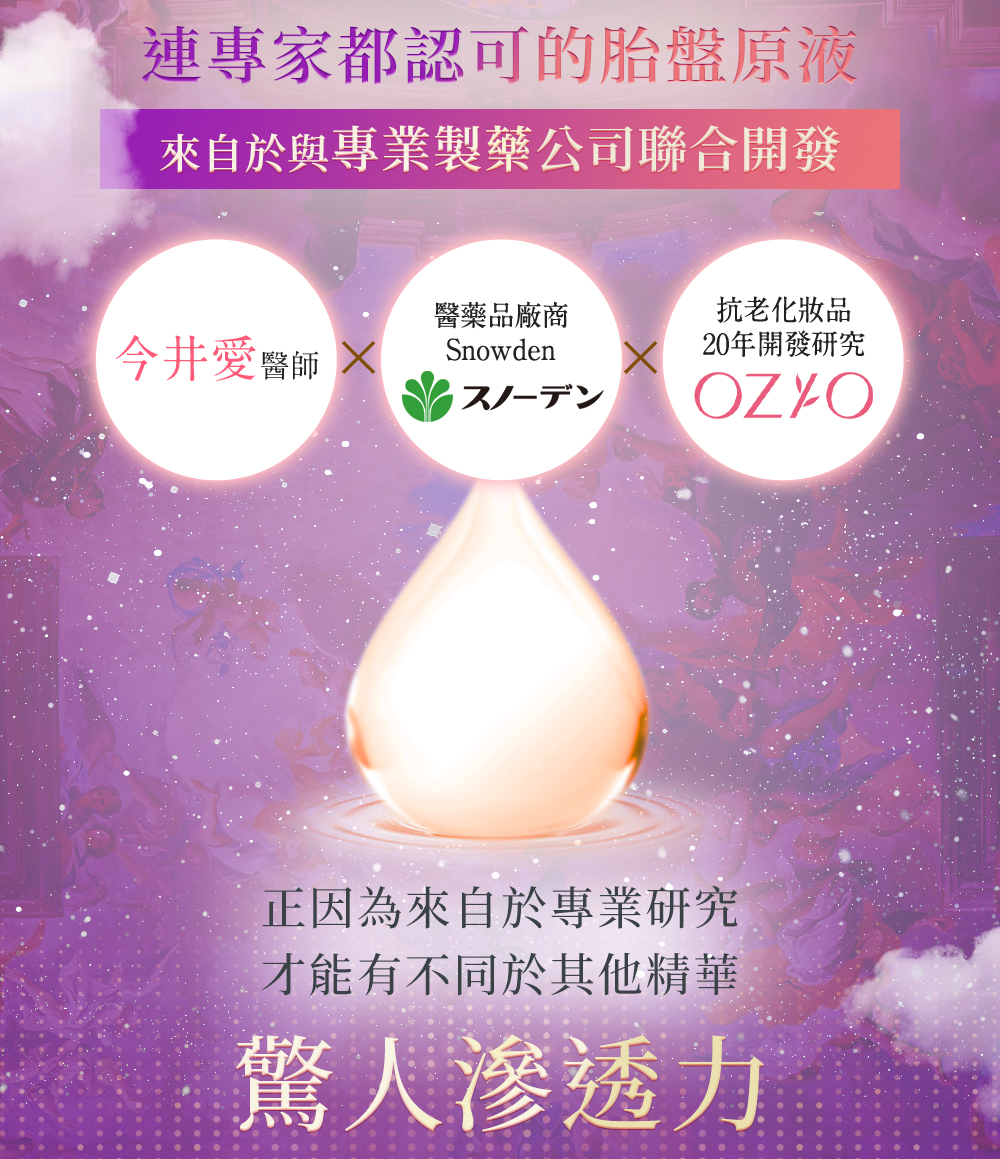 連專家都認可的胎盤原液
來自於與專業製藥公司聯合開發
今井愛醫師
×
醫藥品廠商
Snowden
スノーデン
×
抗老化妝品
20年開發研究
OZIO
正因為來自於專業研究
才能有不同於其他精華
驚人滲透力